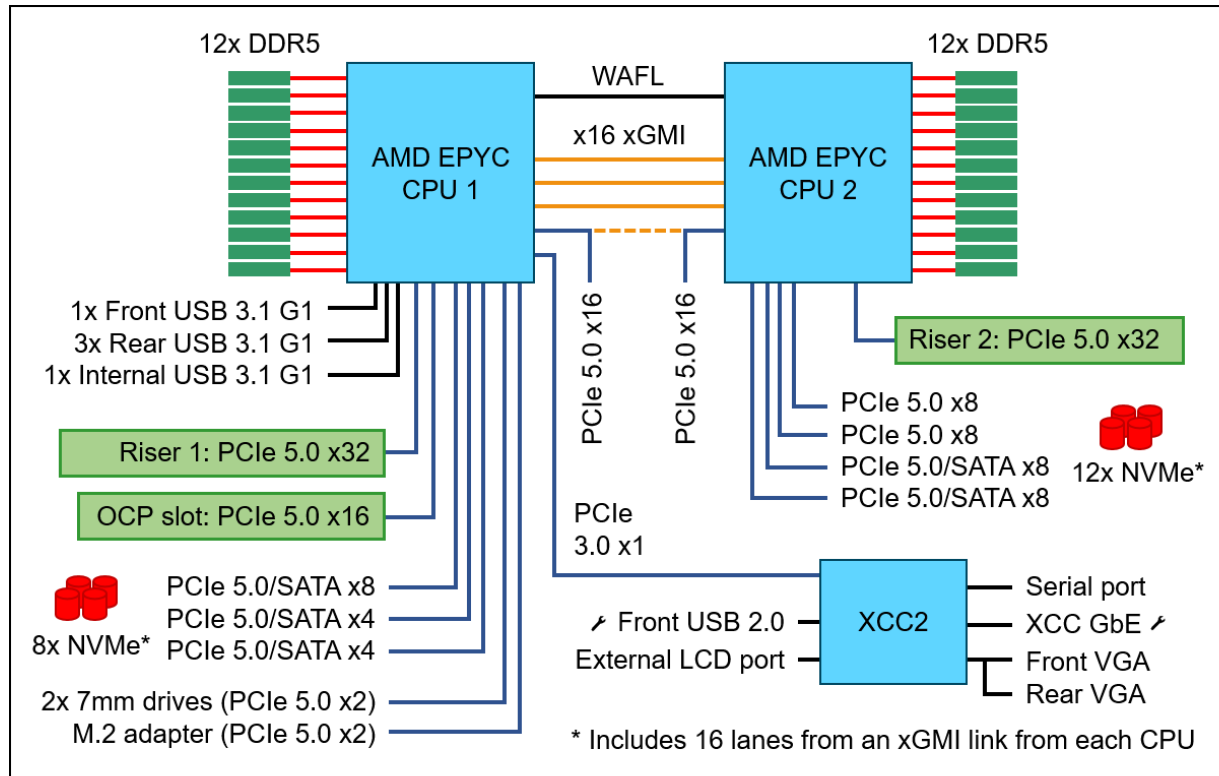 12x DDR5
12x DDR5
WAFL
x16 xGMI
AMD EPYC
CPU 1
AMD EPYC
CPU 2
1x Front USB 3.1 G1
3x Rear USB 3.1 G1
1x Internal USB 3.1 G1
PCIe 5.0 x16
PCIe 5.0 x16
Riser 2: PCIe 5.0 x32
Riser 1: PCIe 5.0 x32
OCP slot: PCIe 5.0 x16
PCIe 5.0 x8
PCIe 5.0 x8
PCIe 5.0/SATA x8
PCIe 5.0/SATA x8
12x NVMe*
PCIe
3.0 x1
PCIe 5.0/SATA x8
PCIe 5.0/SATA x4
PCIe 5.0/SATA x4
8x NVMe*
2x 7mm drives (PCIe 5.0 x2)
M.2 adapter (PCIe 5.0 x2)
Front USB 2.0
External LCD port
XCC2
Serial port
XCC GbE
Front VGA
Rear VGA
* Includes 16 lanes from an xGMI link from each CPU